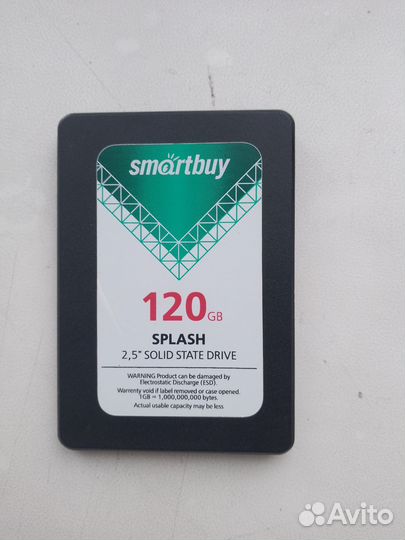 smartbuy
120GB
SPLASH
2,5" SOLID STATE DRIVE
WARNING Product can be damaged by
Electrostatic Discharge (ESD).
Warrenty void if label removed or case opened.
1GB = 1,000,000,000 bytes.
Actual usable capacity may be less
Avito